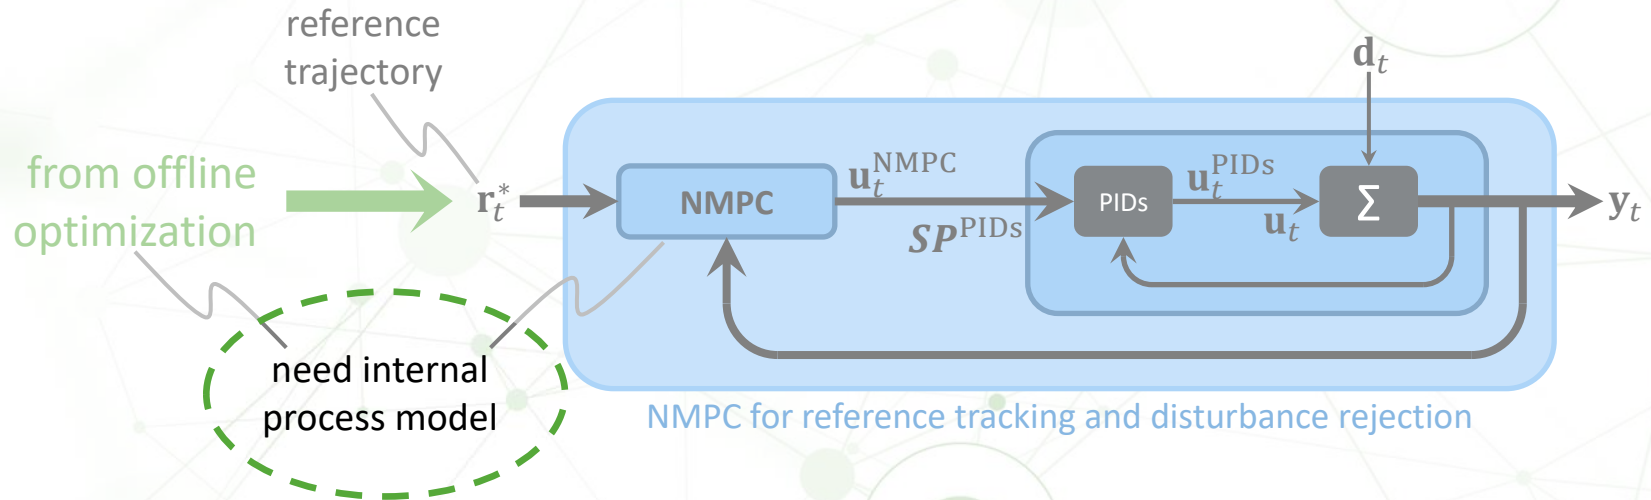 reference
trajectory
from offline
optimization
r*_t
NMPC
u_t^NMPC
SP^PIDs
PIDs
u_t^PIDs
u_t
d_t
Σ
y_t
need internal
process model
NMPC for reference tracking and disturbance rejection